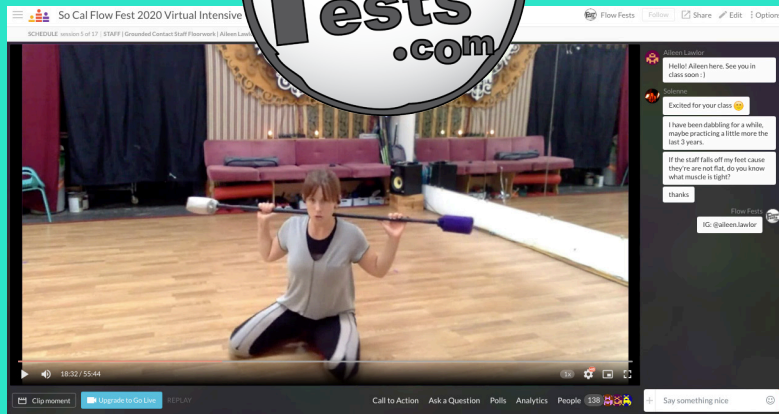 So Cal Flow Fest 2020 Virtual Intensive
Flow Fests
Follow
Share
Edit
Option
SCHEDULE session 5 of 17 | STAFF | Grounded Contact Staff Floorwork | Aileen
Fests
.com
Aileen Lawlor
Hello! Aileen here. See you in
class soon : )
Solenne
Excited for your class
I have been dabbling for a while,
maybe practicing a little more the
last 3 years.
If the staff falls off my feet cause
they're are not flat, do you know
what muscle is tight?
thanks
Flow Fests
IG: @aileen.lawlor
18:32 / 55:44
1x
Clip moment
Upgrade to Go Live
REPLAY
Call to Action
Ask a Question
Polls
Analytics
People 138
Say something nice